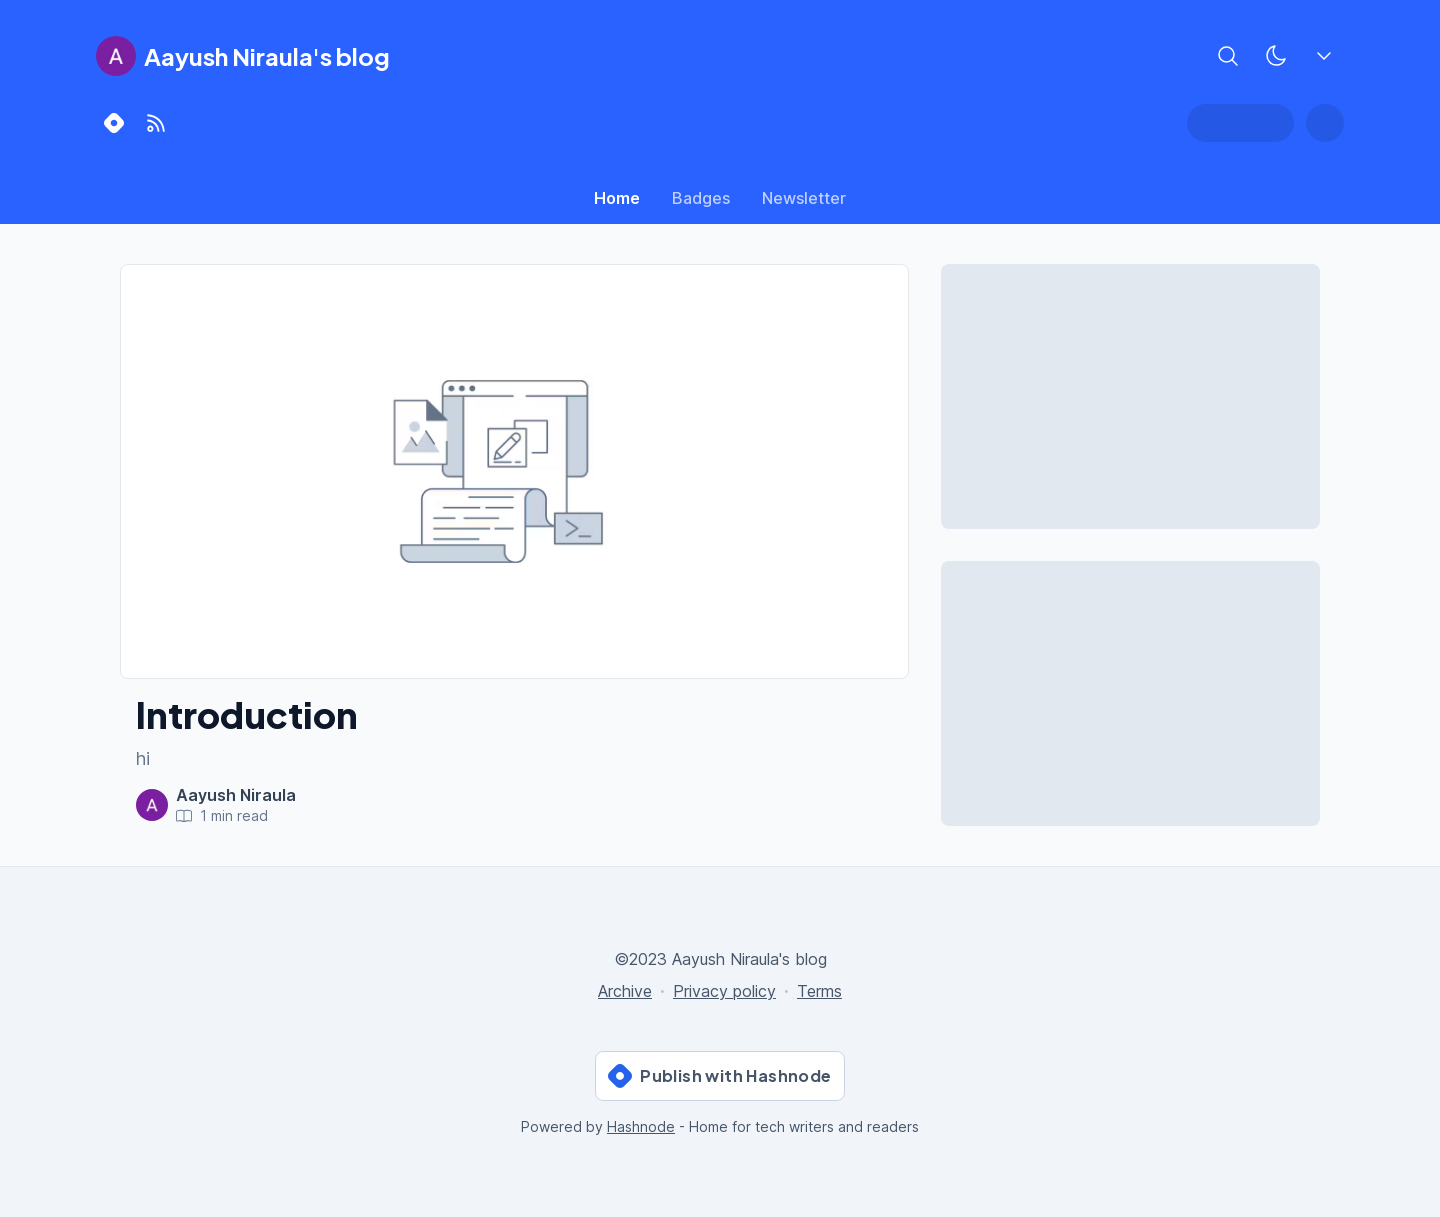 A Aayush Niraula's blog
Home Badges Newsletter
Introduction
hi
A Aayush Niraula
1 min read
©2023 Aayush Niraula's blog
Archive · Privacy policy · Terms
Publish with Hashnode
Powered by Hashnode - Home for tech writers and readers